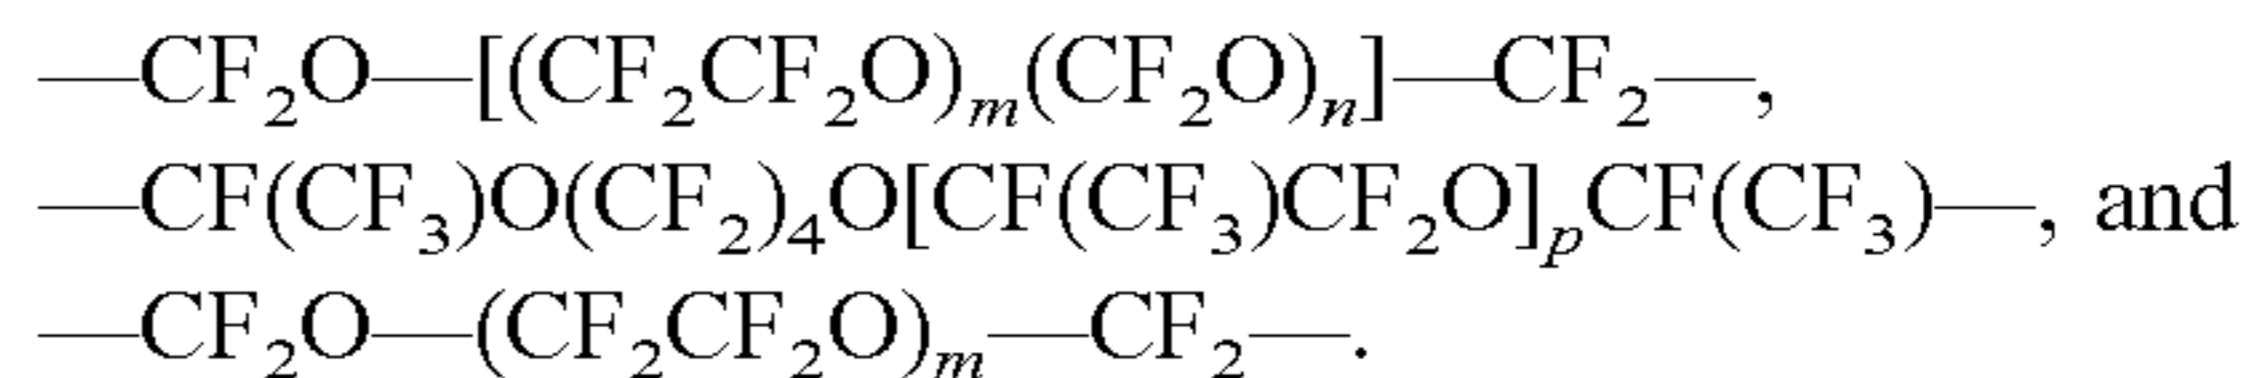 —CF₂O—[(CF₂CF₂O)ₘ(CF₂O)ₙ]—CF₂—,
—CF(CF₃)O(CF₂)₄O[CF(CF₃)CF₂O]ₚCF(CF₃)—, and
—CF₂O—(CF₂CF₂O)ₘ—CF₂—.